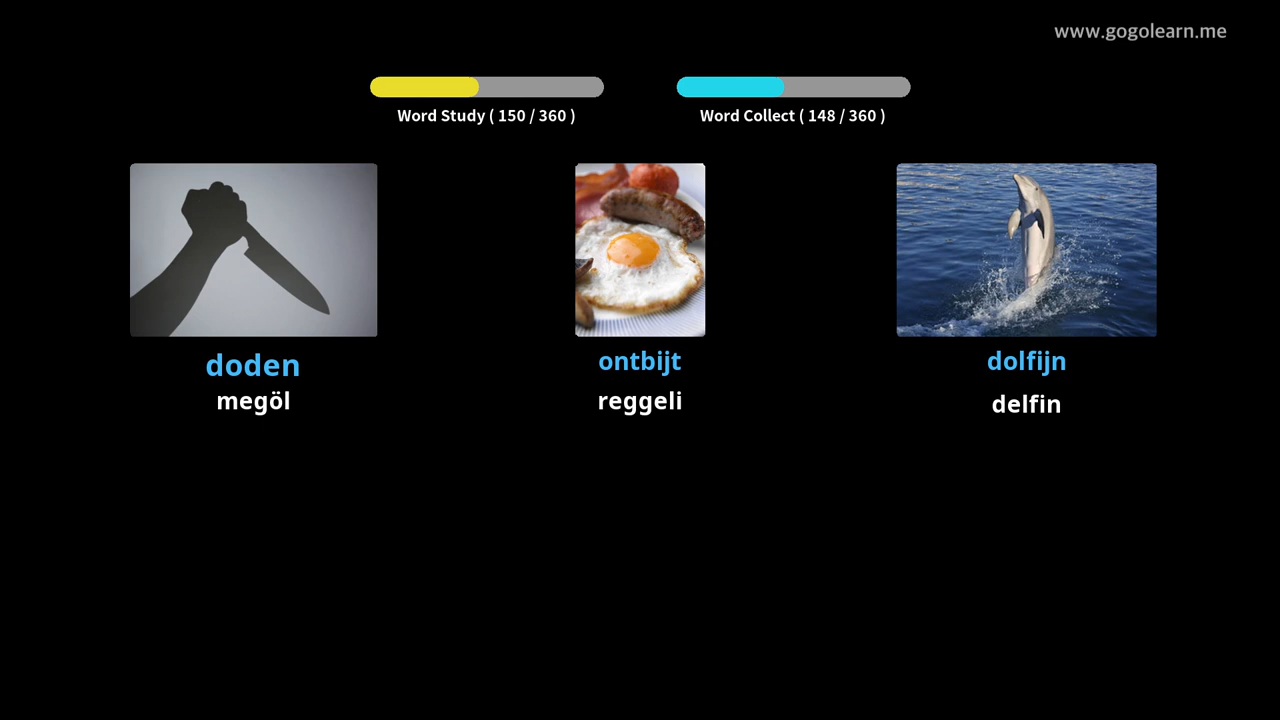 www.gogolearn.me
Word Study ( 150 / 360 )
Word Collect ( 148 / 360 )
doden
megöl
ontbijt
reggeli
dolfijn
delfin